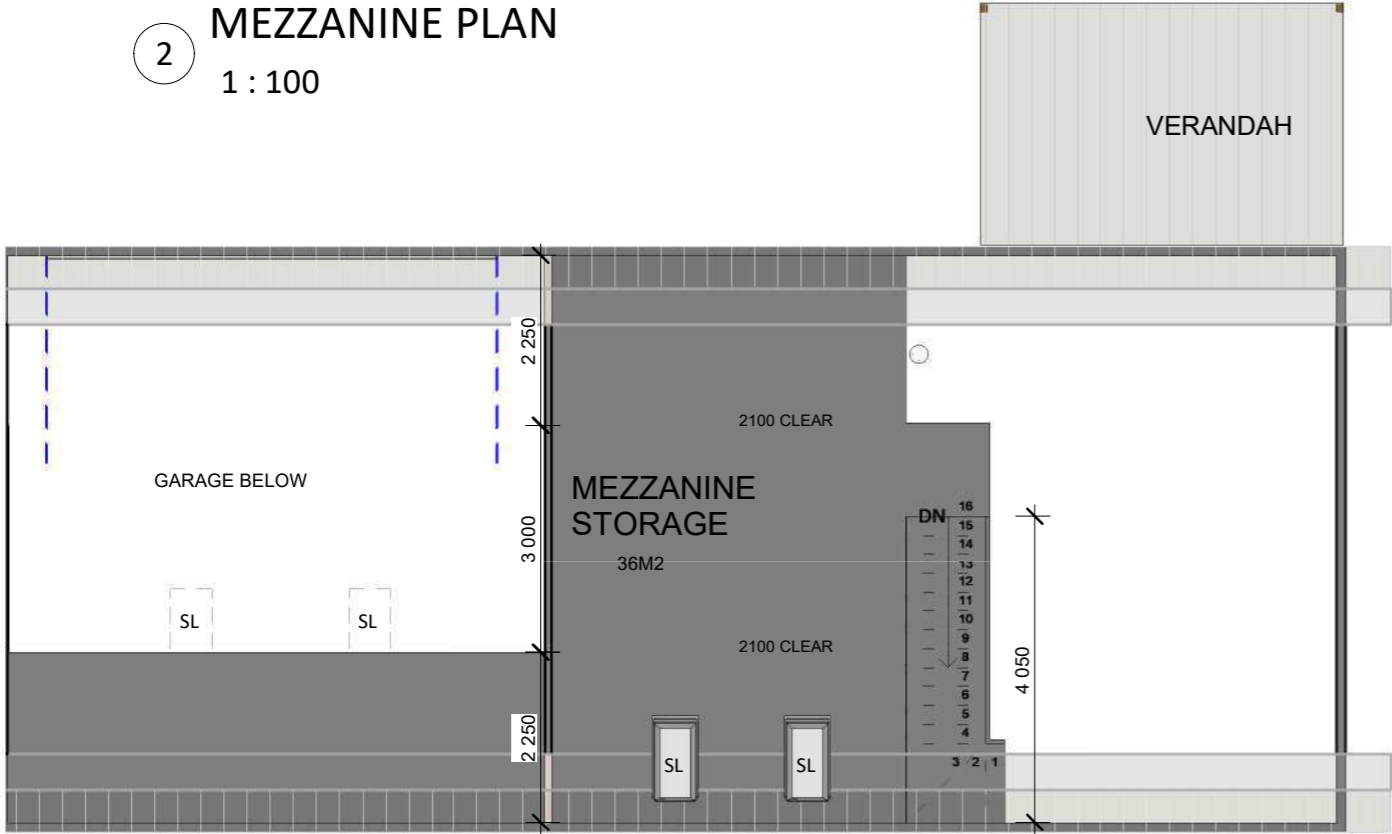 2
MEZZANINE PLAN
1 : 100
VERANDAH
2 250
2100 CLEAR
GARAGE BELOW
MEZZANINE
STORAGE
36M2
3 000
DN
16
15
14
13
12
11
10
9
8
7
6
5
4
3 2 1
SL
SL
2100 CLEAR
4 050
2 250
SL
SL